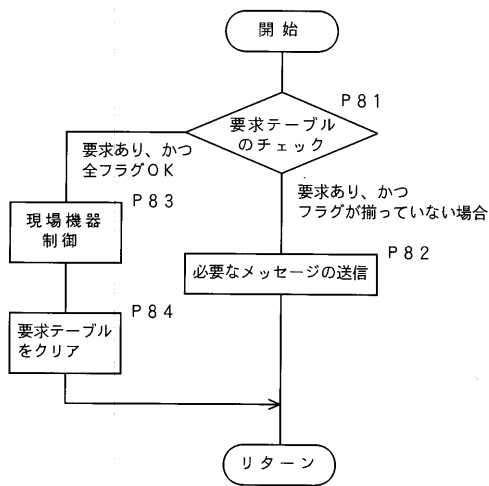 開始
P81
要求テーブル
のチェック
要求あり、かつ
全フラグOK
要求あり、かつ
フラグが揃っていない場合
P83
現場機器
制御
P82
必要なメッセージの送信
P84
要求テーブル
をクリア
リターン